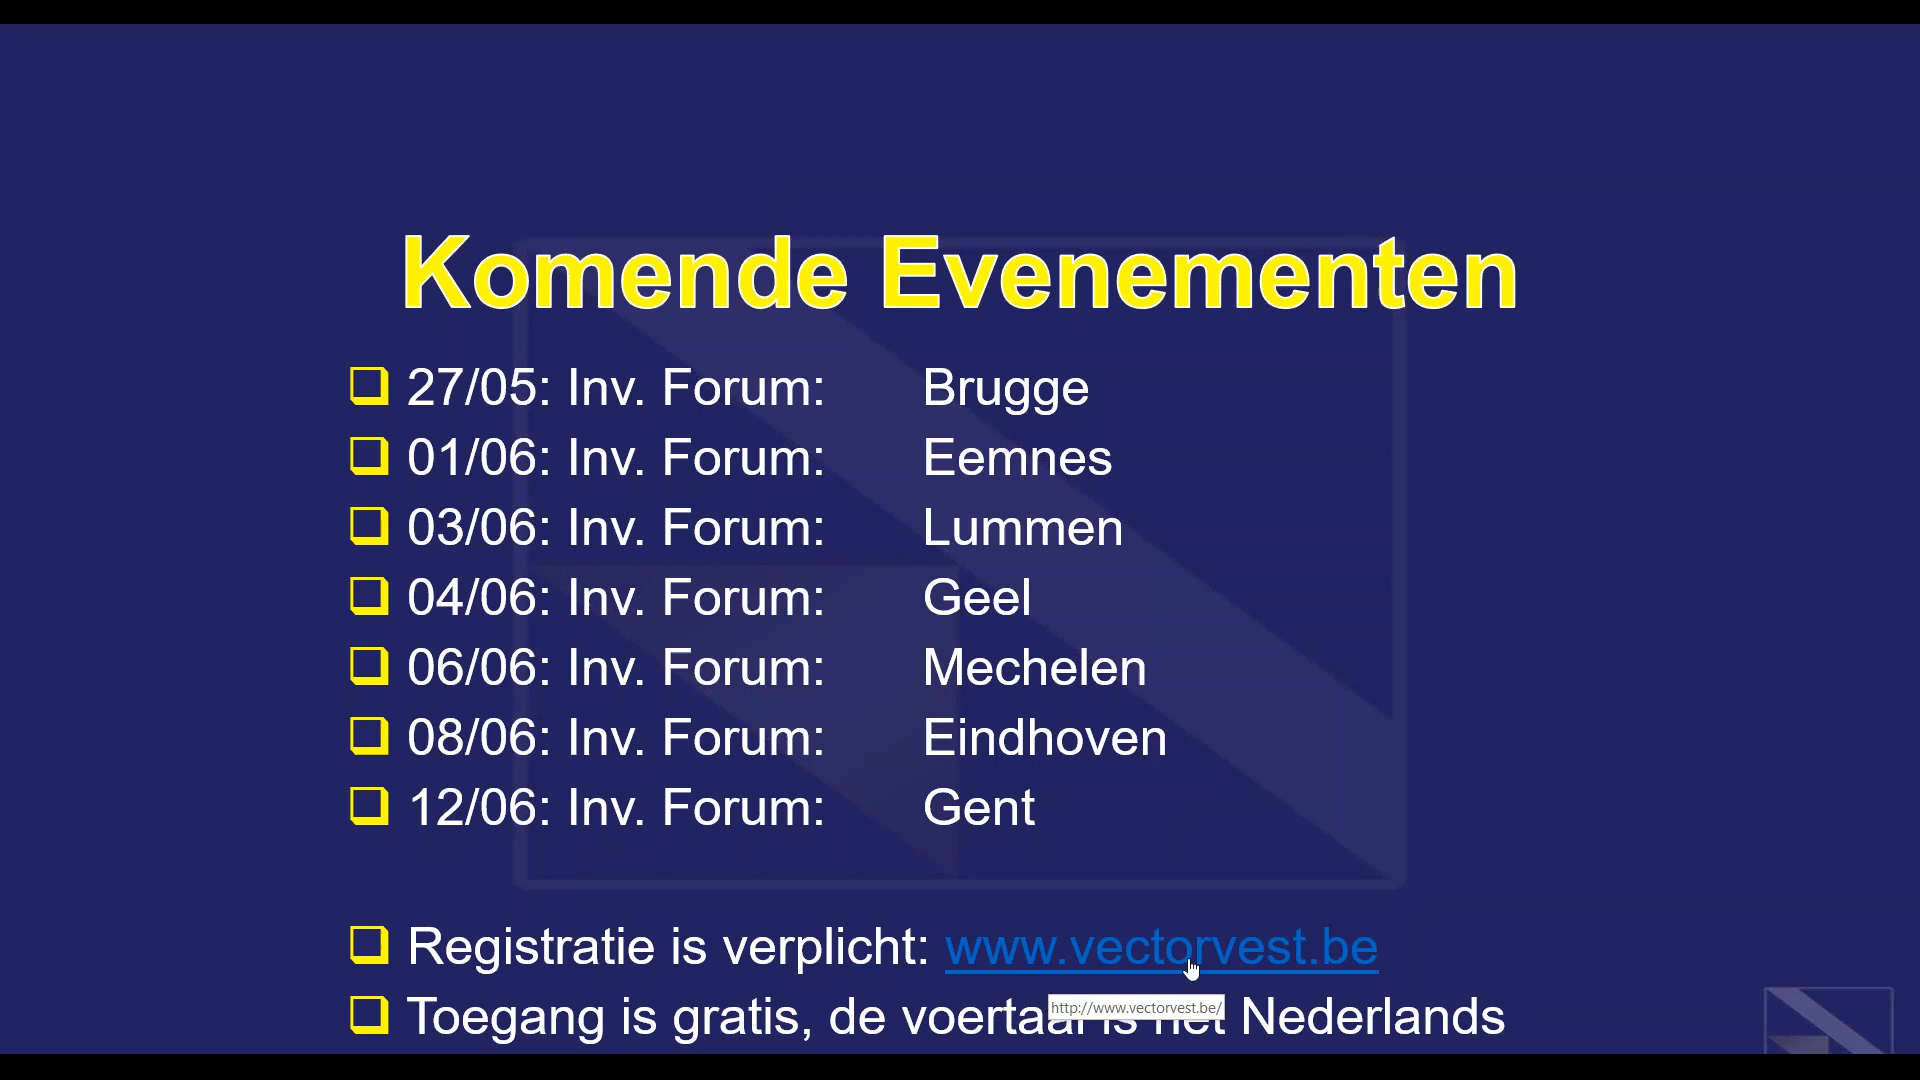 Komende Evenementen
27/05: Inv. Forum: Brugge
01/06: Inv. Forum: Eemnes
03/06: Inv. Forum: Lummen
04/06: Inv. Forum: Geel
06/06: Inv. Forum: Mechelen
08/06: Inv. Forum: Eindhoven
12/06: Inv. Forum: Gent
Registratie is verplicht: www.vectorvest.be
Toegang is gratis, de voertaal is het Nederlands
http://www.vectorvest.be/